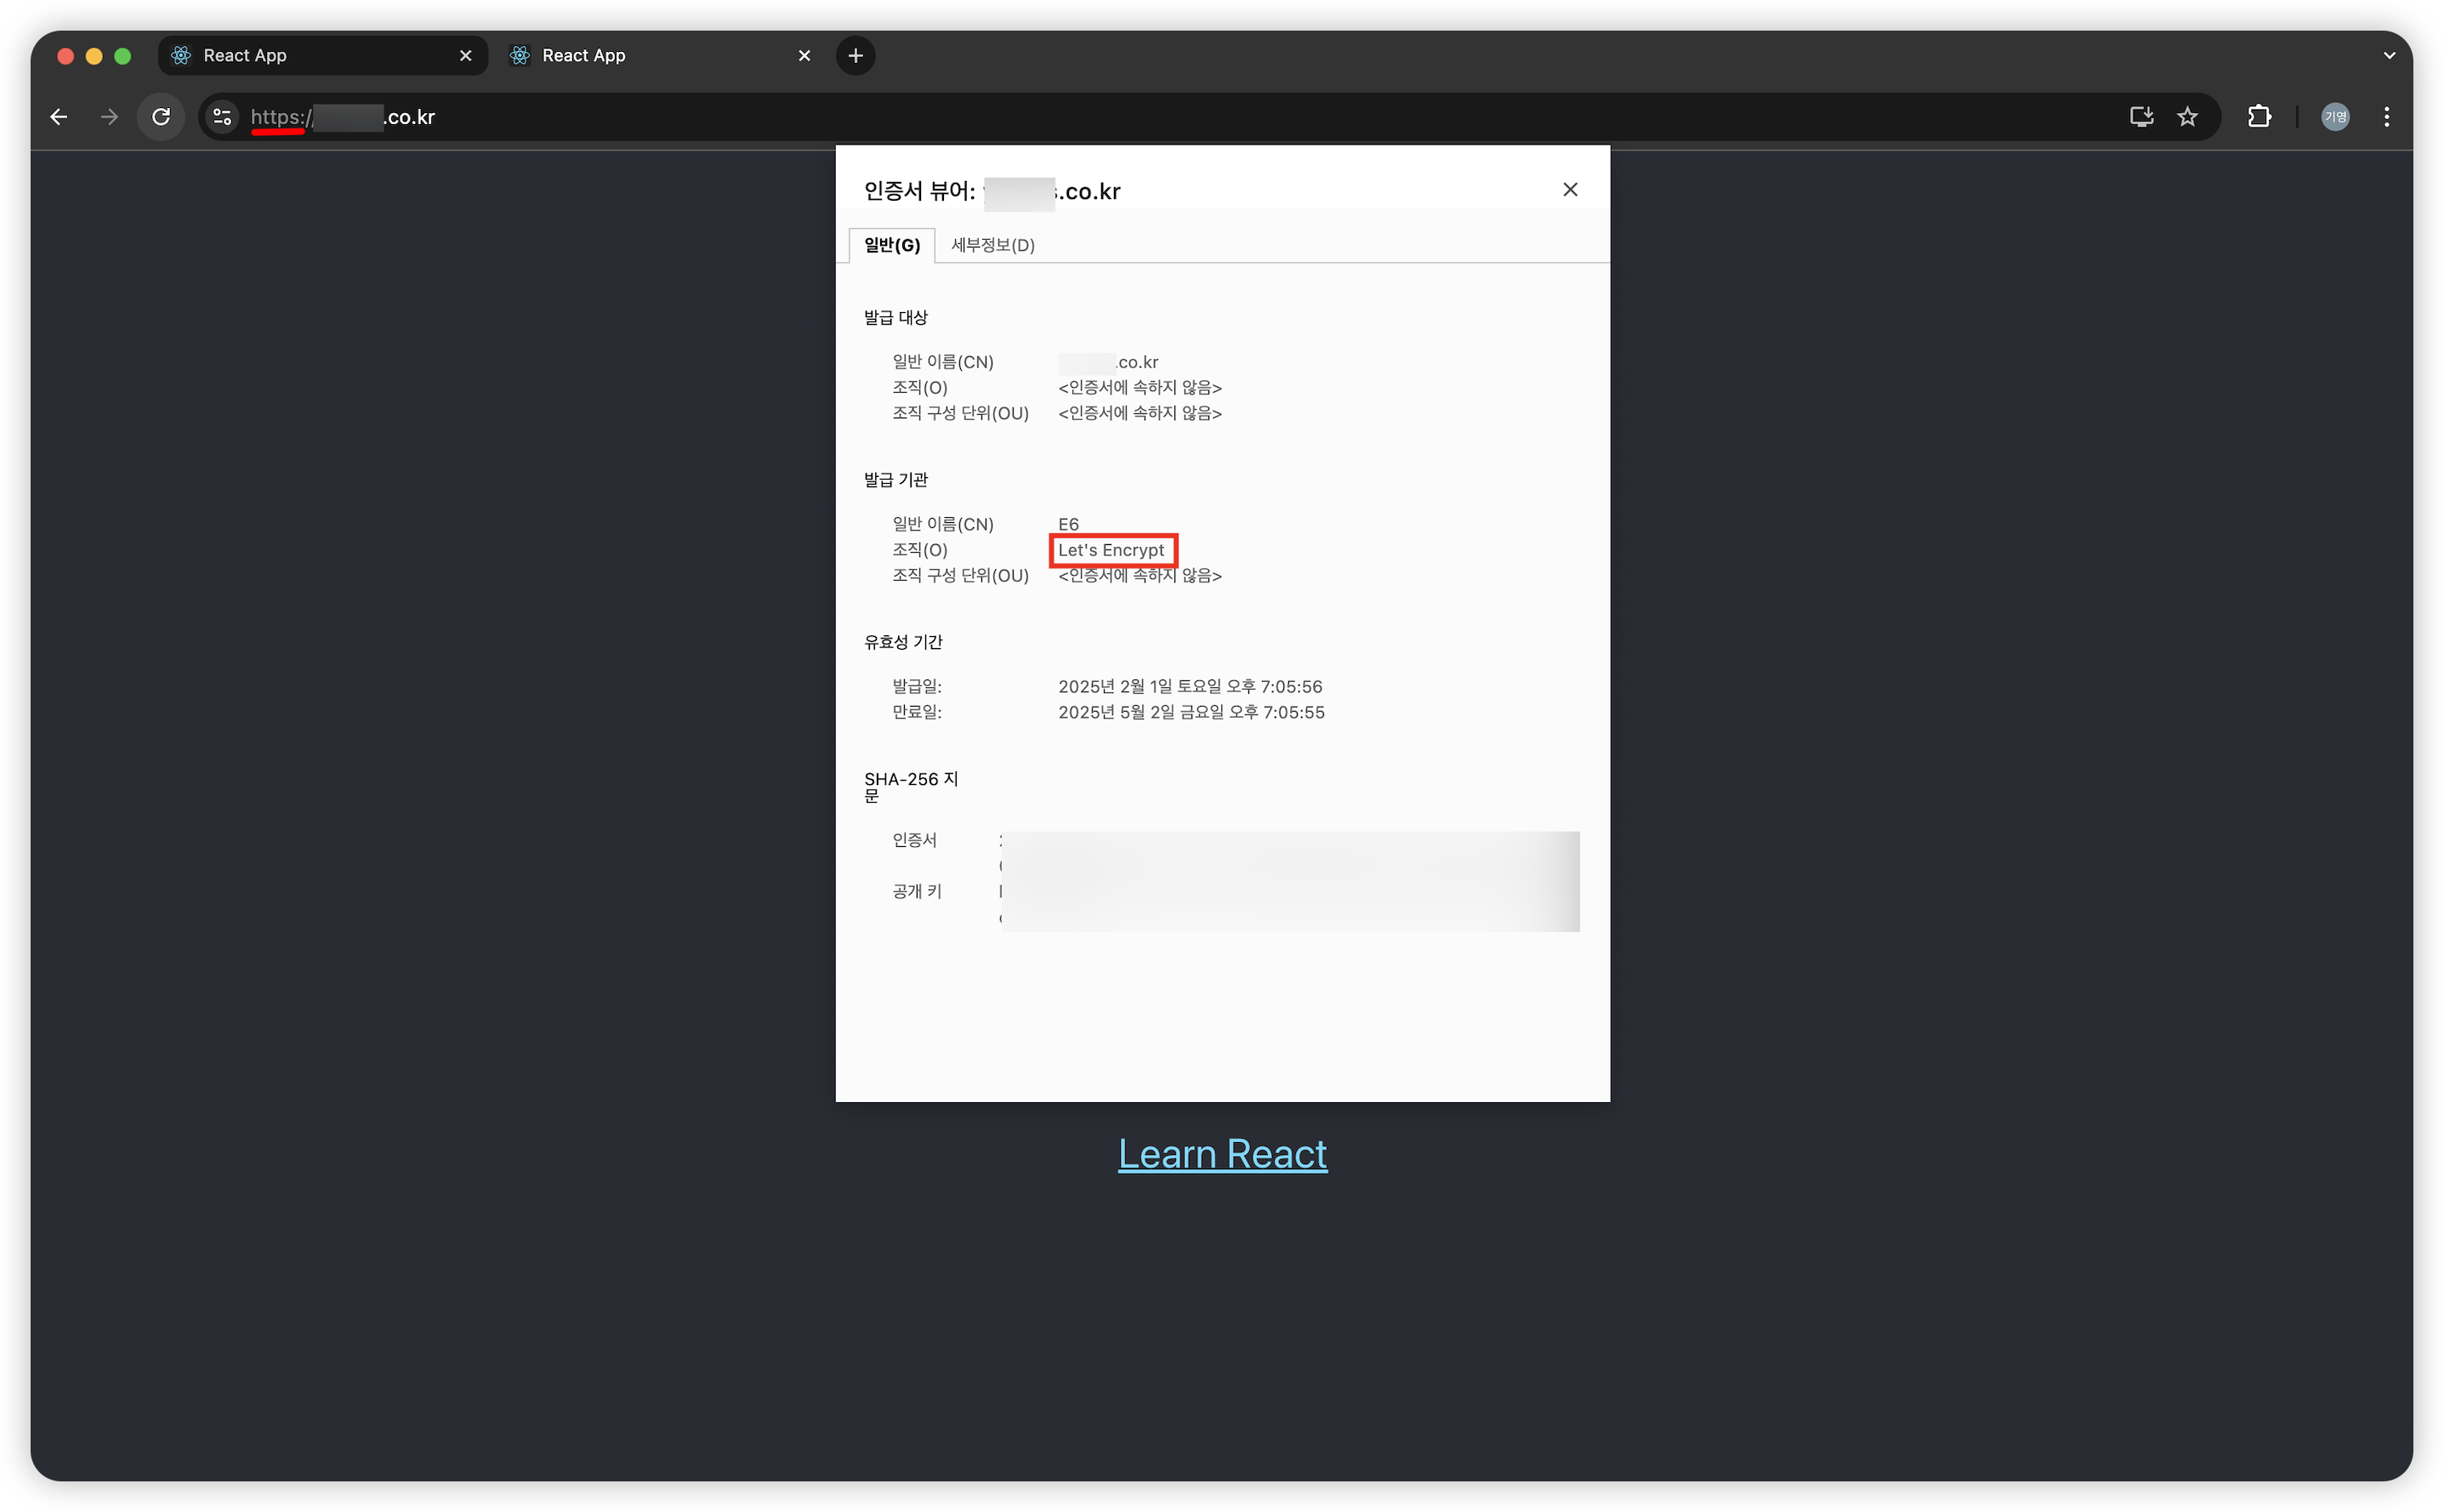 React App
React App
https:/ .co.kr
기영
인증서 뷰어: .co.kr
일반(G) 세부정보(D)
발급 대상
일반 이름(CN) .co.kr
조직(O) <인증서에 속하지 않음>
조직 구성 단위(OU) <인증서에 속하지 않음>
발급 기관
일반 이름(CN) E6
조직(O) Let's Encrypt
조직 구성 단위(OU) <인증서에 속하지 않음>
유효성 기간
발급일: 2025년 2월 1일 토요일 오후 7:05:56
만료일: 2025년 5월 2일 금요일 오후 7:05:55
SHA-256 지
문
인증서
공개 키
Learn React